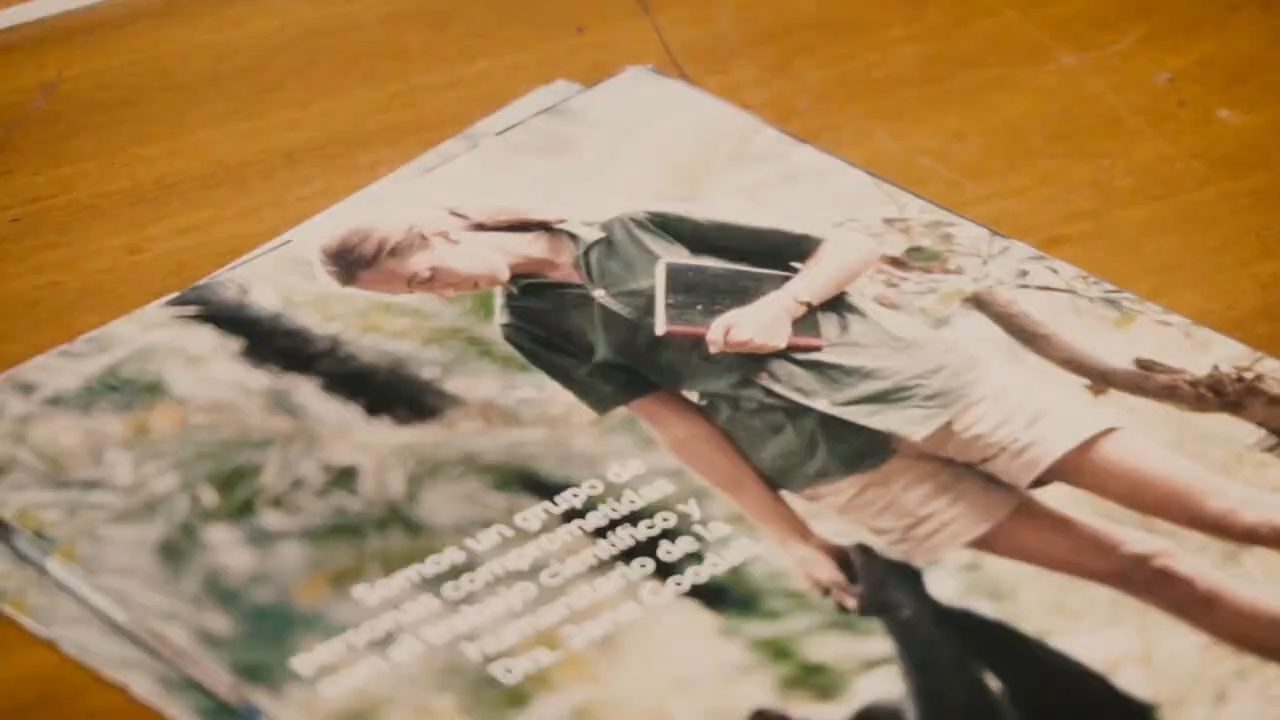 Somos un grupo de
personas comprometidas
con el trabajo científico y
humanitario de la
Dra. Jane Goodall